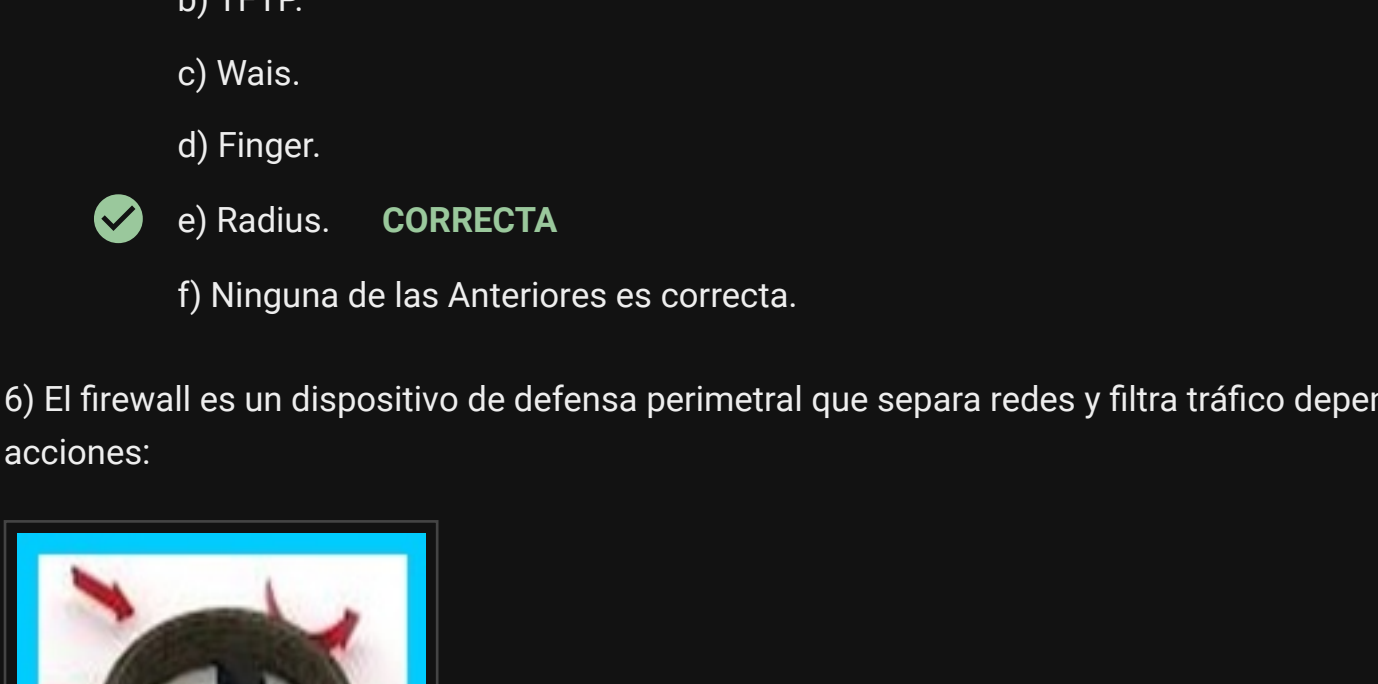 b) TFTP.
c) Wais.
d) Finger.
e) Radius. CORRECTA
f) Ninguna de las Anteriores es correcta.
6) El firewall es un dispositivo de defensa perimetral que separa redes y filtra tráfico
acciones: